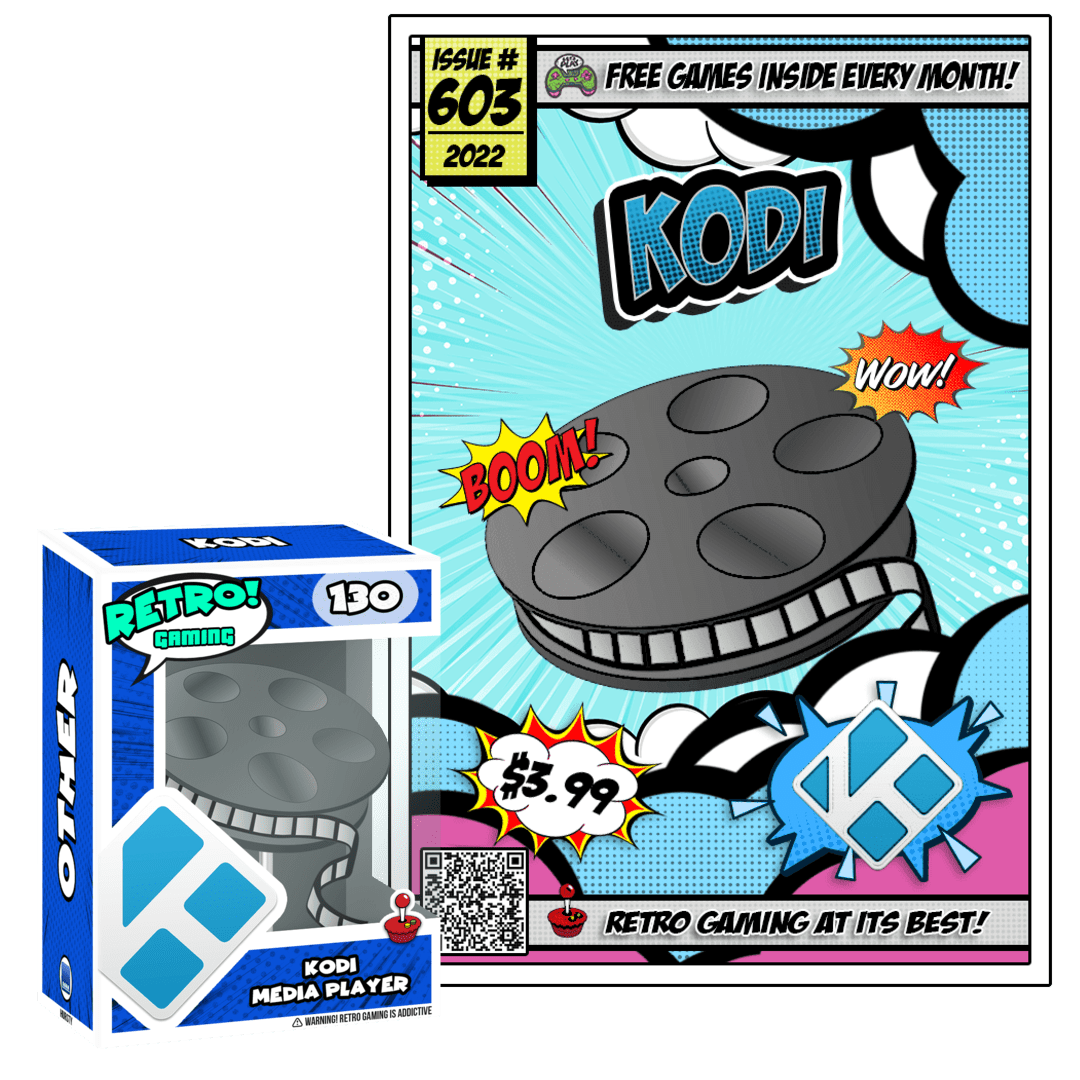 ISSUE #
603
2022
FREE GAMES INSIDE EVERY MONTH!
KODI
WOW!
BOOM!
$3.99
RETRO GAMING AT ITS BEST!
KODI
RETRO!
GAMING
130
OTHER
KODI
MEDIA PLAYER
WARNING! RETRO GAMING IS ADDICTIVE